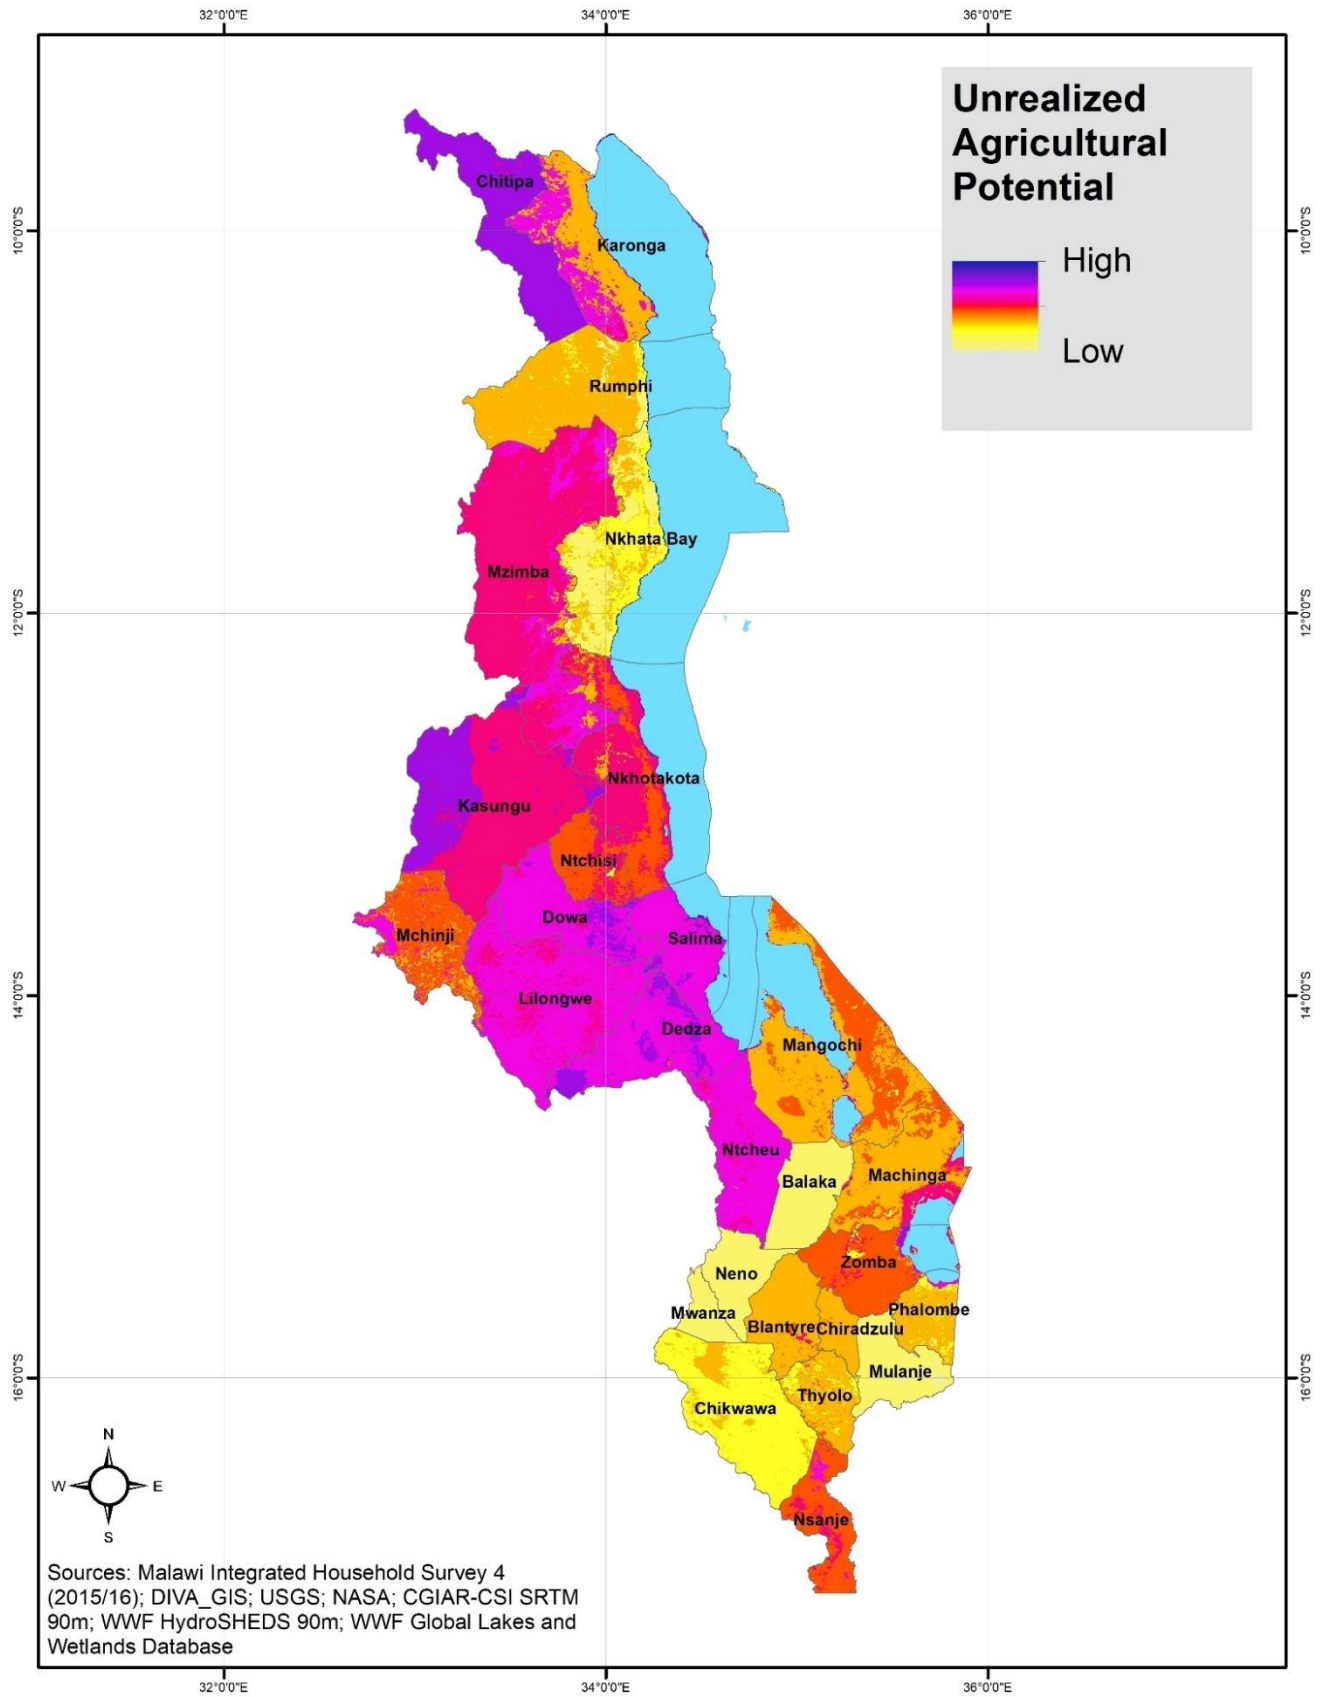 32°0'0"E 34°0'0"E 36°0'0"E
Unrealized
Agricultural
Potential
High
Low
10°0'0"S 10°0'0"S
12°0'0"S 12°0'0"S
14°0'0"S 14°0'0"S
16°0'0"S 16°0'0"S
Chitipa
Karonga
Rumphi
Nkhata Bay
Mzimba
Nkhotakota
Kasungu
Ntchisi
Dowa
Mchinji
Salima
Lilongwe
Dedza
Mangochi
Ntcheu
Balaka
Machinga
Zomba
Neno
Phalombe
Mwanza
Blantyre
Chiradzulu
Mulanje
Thyolo
Chikwawa
Nsanje
N
W E
S
Sources: Malawi Integrated Household Survey 4
(2015/16); DIVA_GIS; USGS; NASA; CGIAR-CSI SRTM
90m; WWF HydroSHEDS 90m; WWF Global Lakes and
Wetlands Database
32°0'0"E 34°0'0"E 36°0'0"E